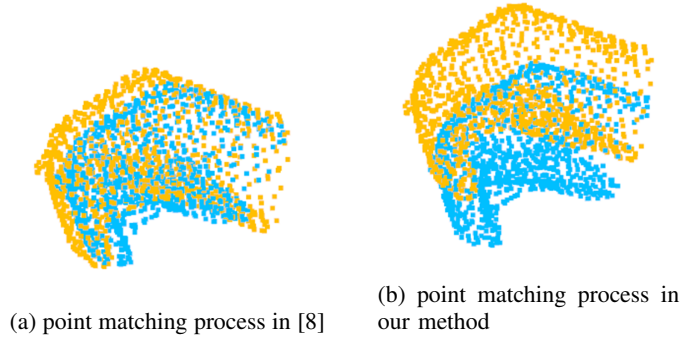 (a) point matching process in [8]
(b) point matching process in
our method